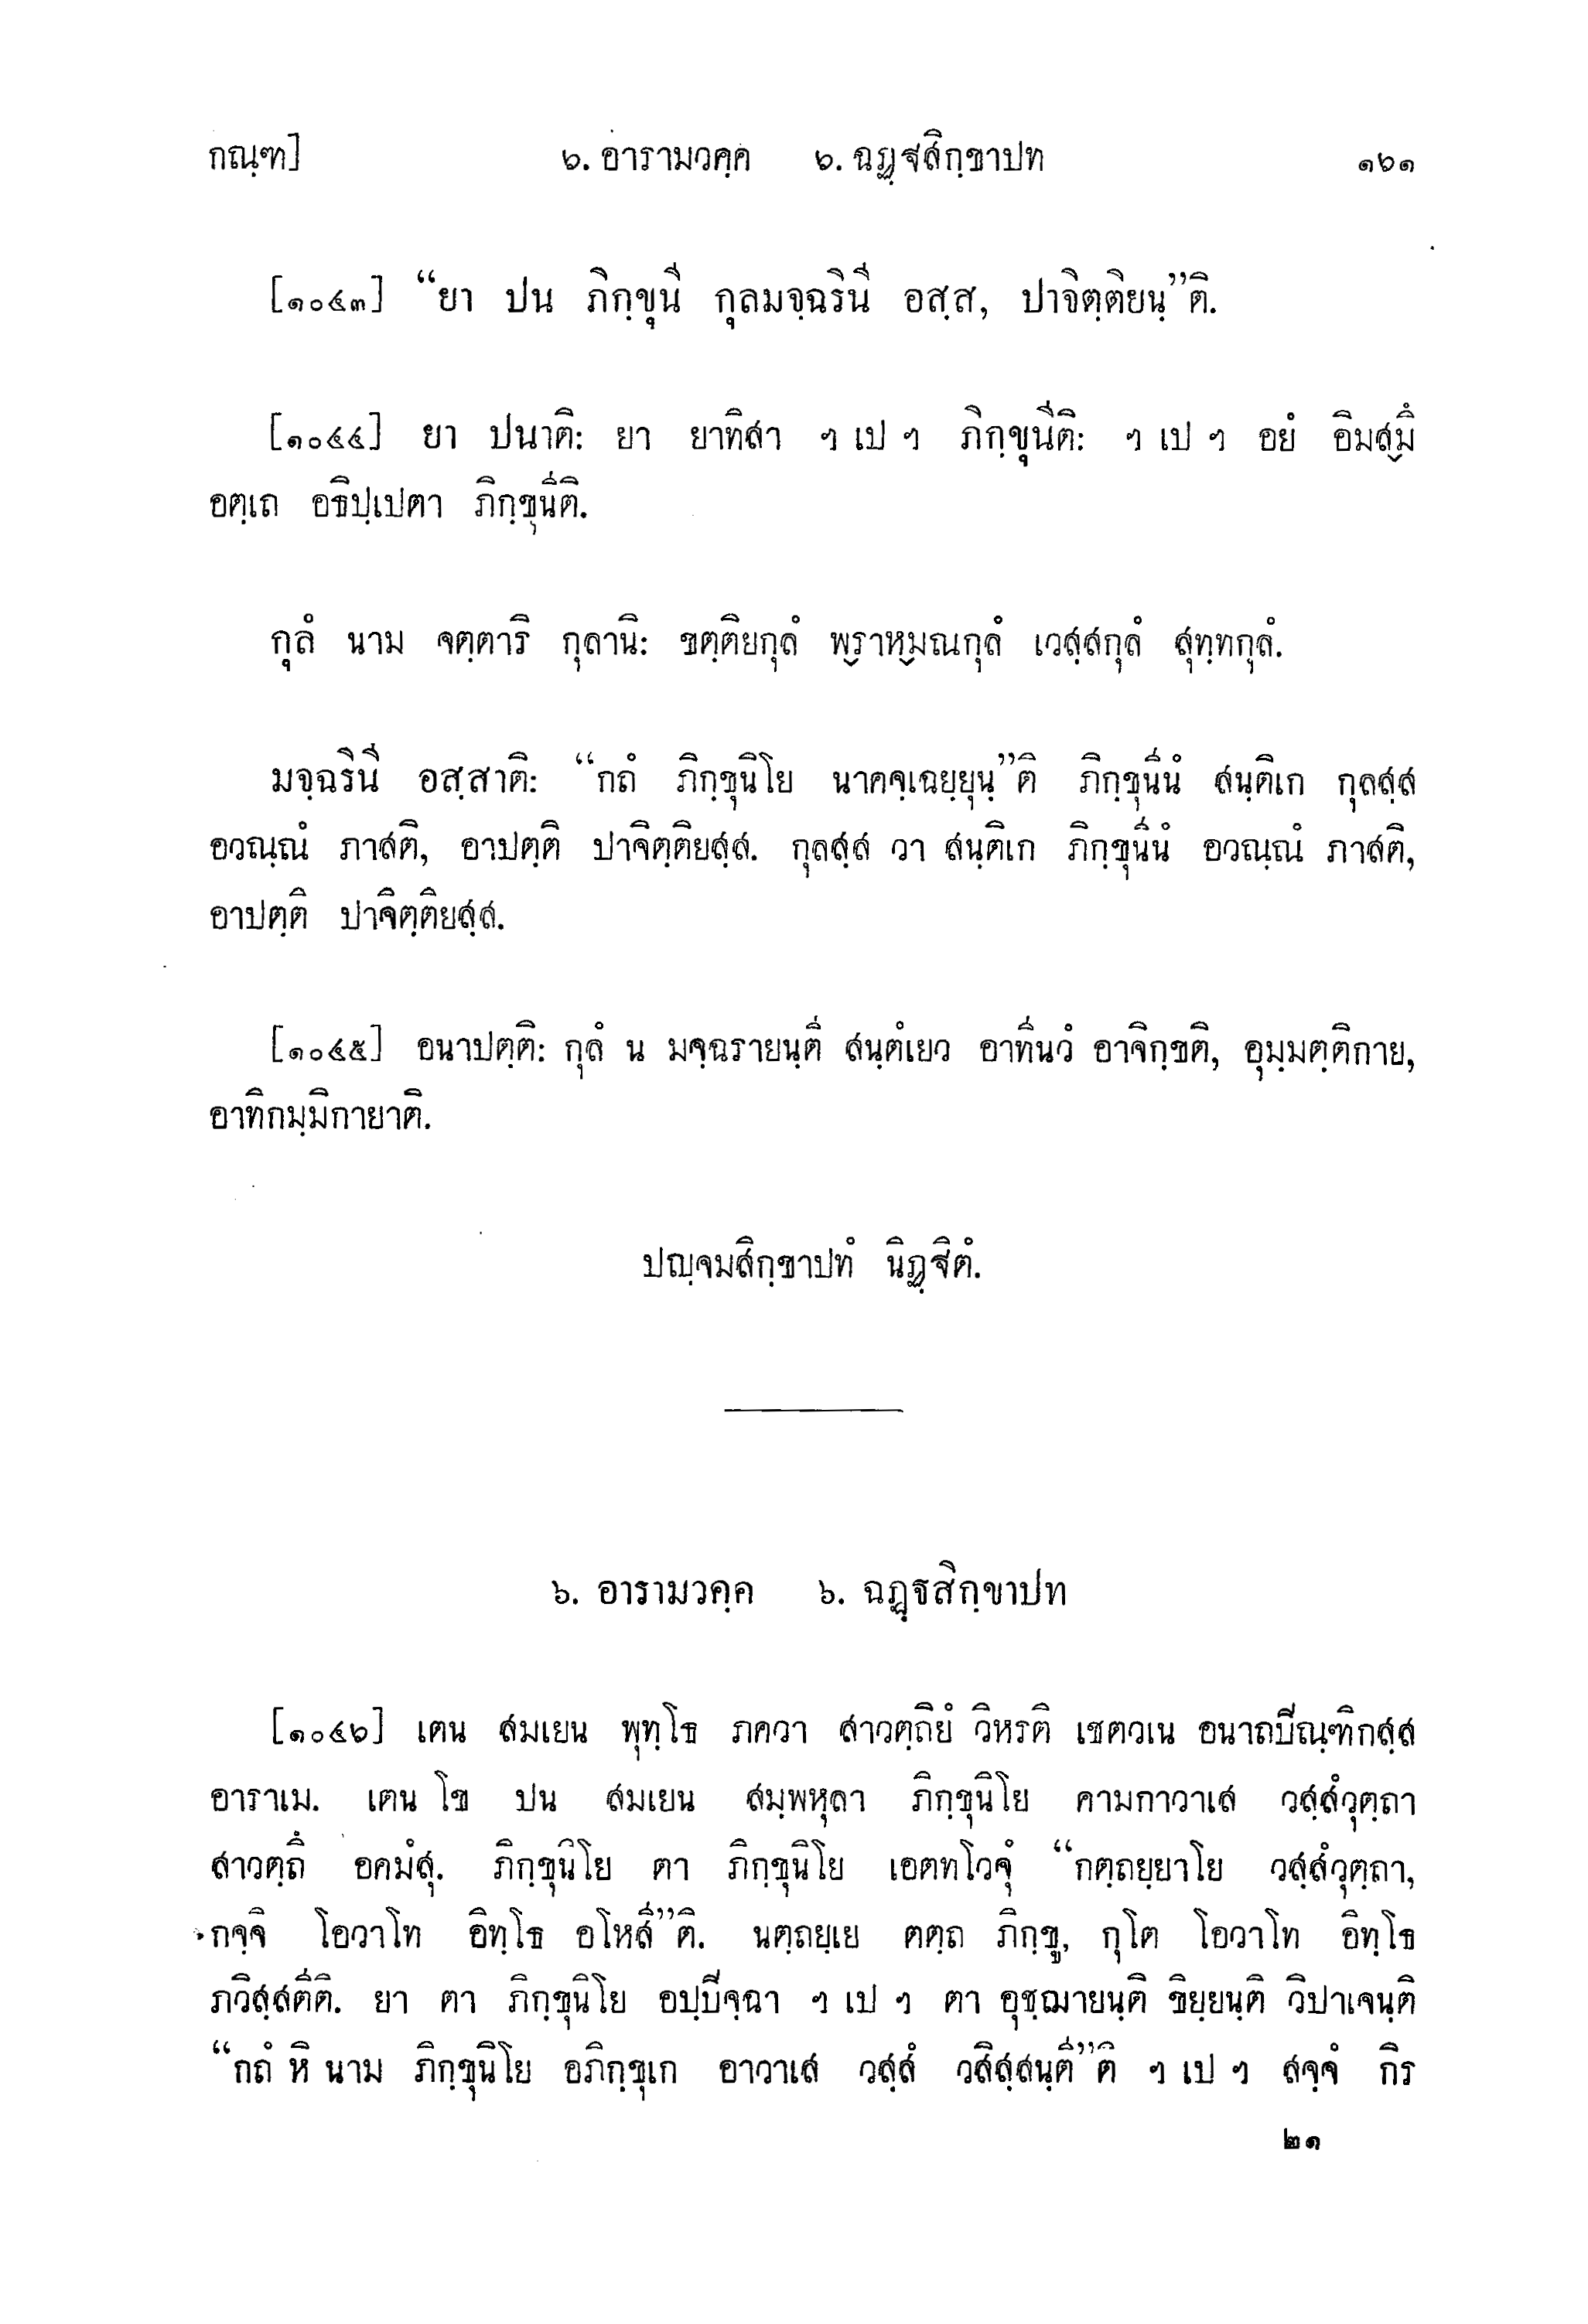 กณฺฑ] ๖. อารามวคฺค ๖. ฉฏฺฐสิกฺขาปท ๑๖๑
[๑๐๔๓] “ยา ปน ภิกฺขุนี กุลมจฺฉรินี อสฺส, ปาจิตฺติยนฺ”ติ.
[๑๐๔๔] ยา ปนาติ: ยา ยาทิสา ฯ เป ฯ ภิกฺขุนีติ: ฯ เป ฯ อยํ อิมสฺมึ
อตฺเถ อธิปฺเปตา ภิกฺขุนีติ.
กุลํ นาม จตฺตาริ กุลานิ: ขตฺติยกุลํ พฺราหฺมณกุลํ เวสฺสกุลํ สุทฺทกุลํ.
มจฺฉรินี อสฺสาติ: “กถํ ภิกฺขุนิโย นาคจฺเฉยฺยุนฺ”ติ ภิกฺขุนีนํ สนฺติเก กุลสฺส
อวณฺณํ ภาสติ, อาปตฺติ ปาจิตฺติยสฺส. กุลสฺส วา สนฺติเก ภิกฺขุนีนํ อวณฺณํ ภาสติ,
อาปตฺติ ปาจิตฺติยสฺส.
[๑๐๔๕] อนาปตฺติ: กุลํ น มจฺฉรายนฺตี สนฺตํเยว อาทีนวํ อาจิกฺขติ, อุมฺมตฺติกาย,
อาทิกมฺมิกายาติ.
ปญฺจมสิกฺขาปทํ นิฏฺฐิตํ.
๖. อารามวคฺค ๖. ฉฏฺฐสิกฺขาปท
[๑๐๔๖] เตน สมเยน พุทฺโธ ภควา สาวตฺถิยํ วิหรติ เชตวเน อนาถปิณฺฑิกสฺส
อาราเม. เตน โข ปน สมเยน สมฺพหุลา ภิกฺขุนิโย คามกาวาเส วสฺสํวุตฺถา
สาวตฺถึ อคมํสุ. ภิกฺขุนิโย ตา ภิกฺขุนิโย เอตทโวจุํ “กตฺถยฺยาโย วสฺสํวุตฺถา,
กจฺจิ โอวาโท อิทฺโธ อโหสี”ติ. นตฺถยฺเย ตตฺถ ภิกฺขู, กุโต โอวาโท อิทฺโธ
ภวิสฺสตีติ. ยา ตา ภิกฺขุนิโย อปฺปิจฺฉา ฯ เป ฯ ตา อุชฺฌายนฺติ ขิยฺยนฺติ วิปาเจนฺติ
“กถํ หิ นาม ภิกฺขุนิโย อภิกฺขุเก อาวาเส วสฺสํ วสิสฺสนฺตี”ติ ฯ เป ฯ สจฺจํ กิร
๒๑